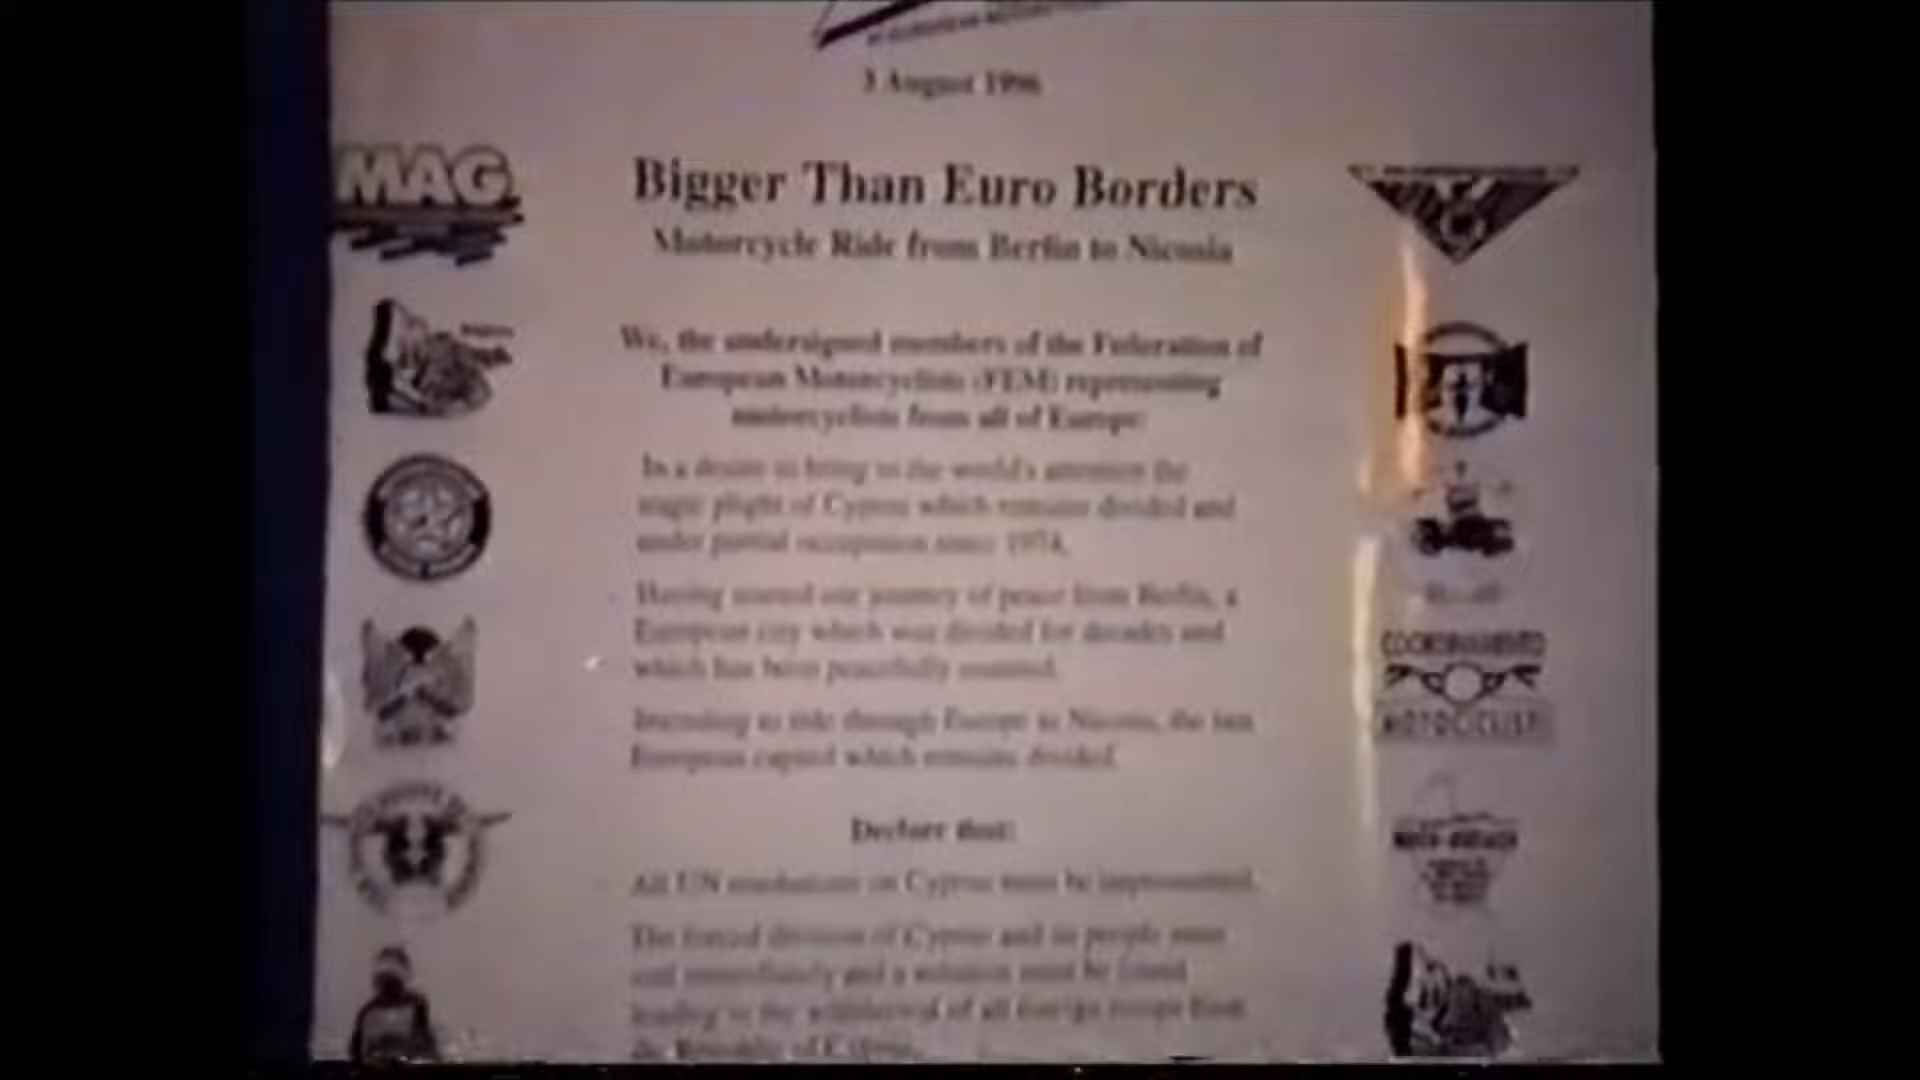 3 August 1996
MAG
Bigger Than Euro Borders
Motorcycle Ride from Berlin to Nicosia
We, the undersigned members of the Federation of
European Motorcyclists (FEM) representing
motorcyclists from all of Europe:
In a desire to bring to the world's attention the
tragic plight of Cyprus which remains divided and
under partial occupation since 1974,
Having started our journey of peace from Berlin, a
European city which was divided for decades and
which has been peacefully reunited.
COORDINAMENTO
MOTOCICLISTI
Intending to ride through Europe to Nicosia, the last
European capital which remains divided.
Declare that:
All UN resolutions on Cyprus must be implemented.
The forced division of Cyprus and its people must
end immediately and a solution must be found
leading to the withdrawal of all foreign troops from
the Republic of Cyprus.